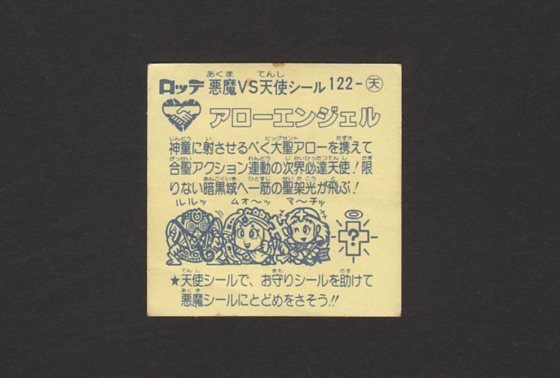 ロッテ 悪魔VS天使シール 122-天
アローエンジェル
神童に射させるべく大聖アローを携えて
合聖アクション連動の次界必達天使!限
りない暗黒域へ一筋の聖架光が飛ぶ!
ルルッ ムオ〜ッ マ〜チッ
?
★天使シールで、お守りシールを助けて
悪魔シールにとどめをさそう!!